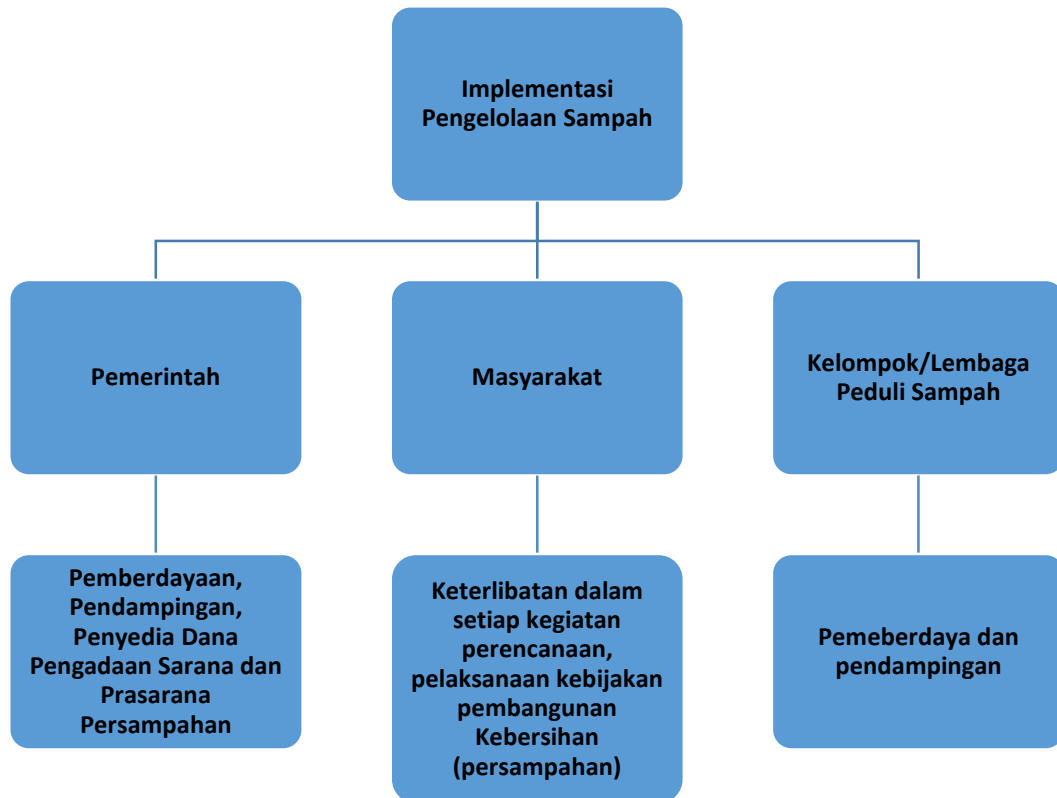 Implementasi
Pengelolaan Sampah
Pemerintah
Masyarakat
Kelompok/Lembaga
Peduli Sampah
Pemberdayaan,
Pendampingan,
Penyedia Dana
Pengadaan Sarana dan
Prasarana
Persampahan
Keterlibatan dalam
setiap kegiatan
perencanaan,
pelaksanaan kebijakan
pembangunan
Kebersihan
(persampahan)
Pemeberdaya dan
pendampingan